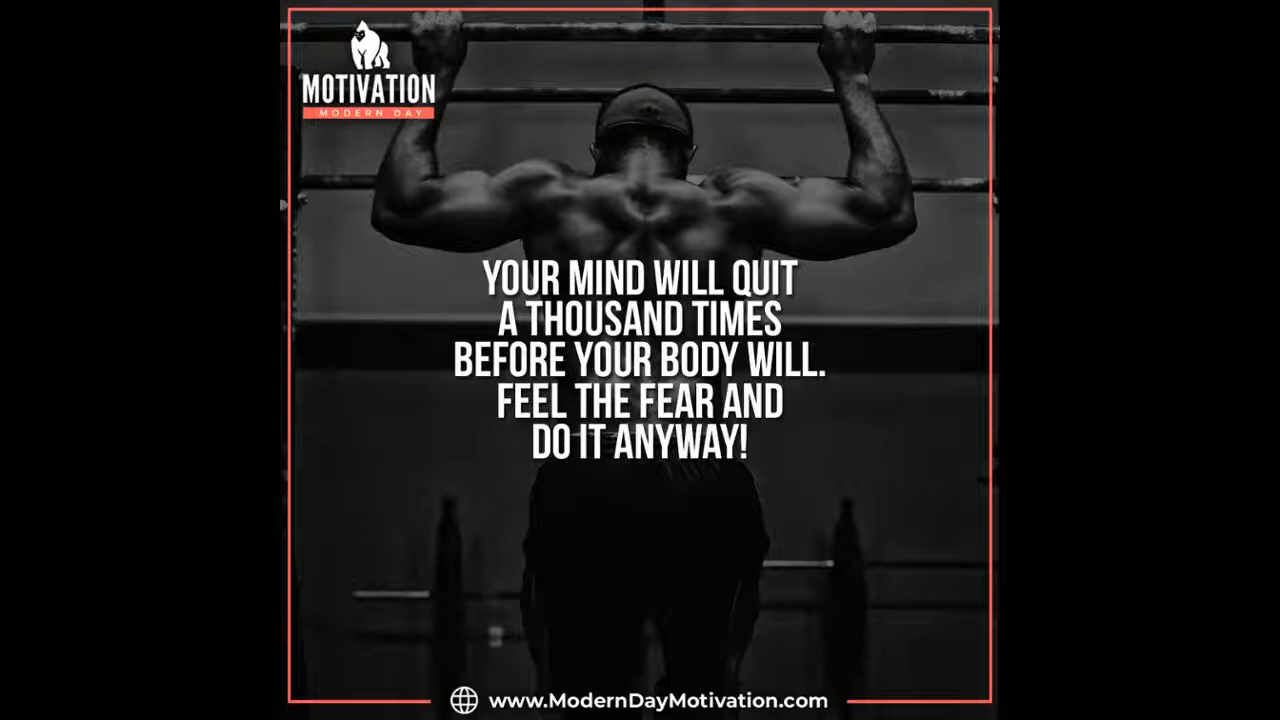 MOTIVATION
MODERN DAY
YOUR MIND WILL QUIT
A THOUSAND TIMES
BEFORE YOUR BODY WILL.
FEEL THE FEAR AND
DO IT ANYWAY!
www.ModernDayMotivation.com